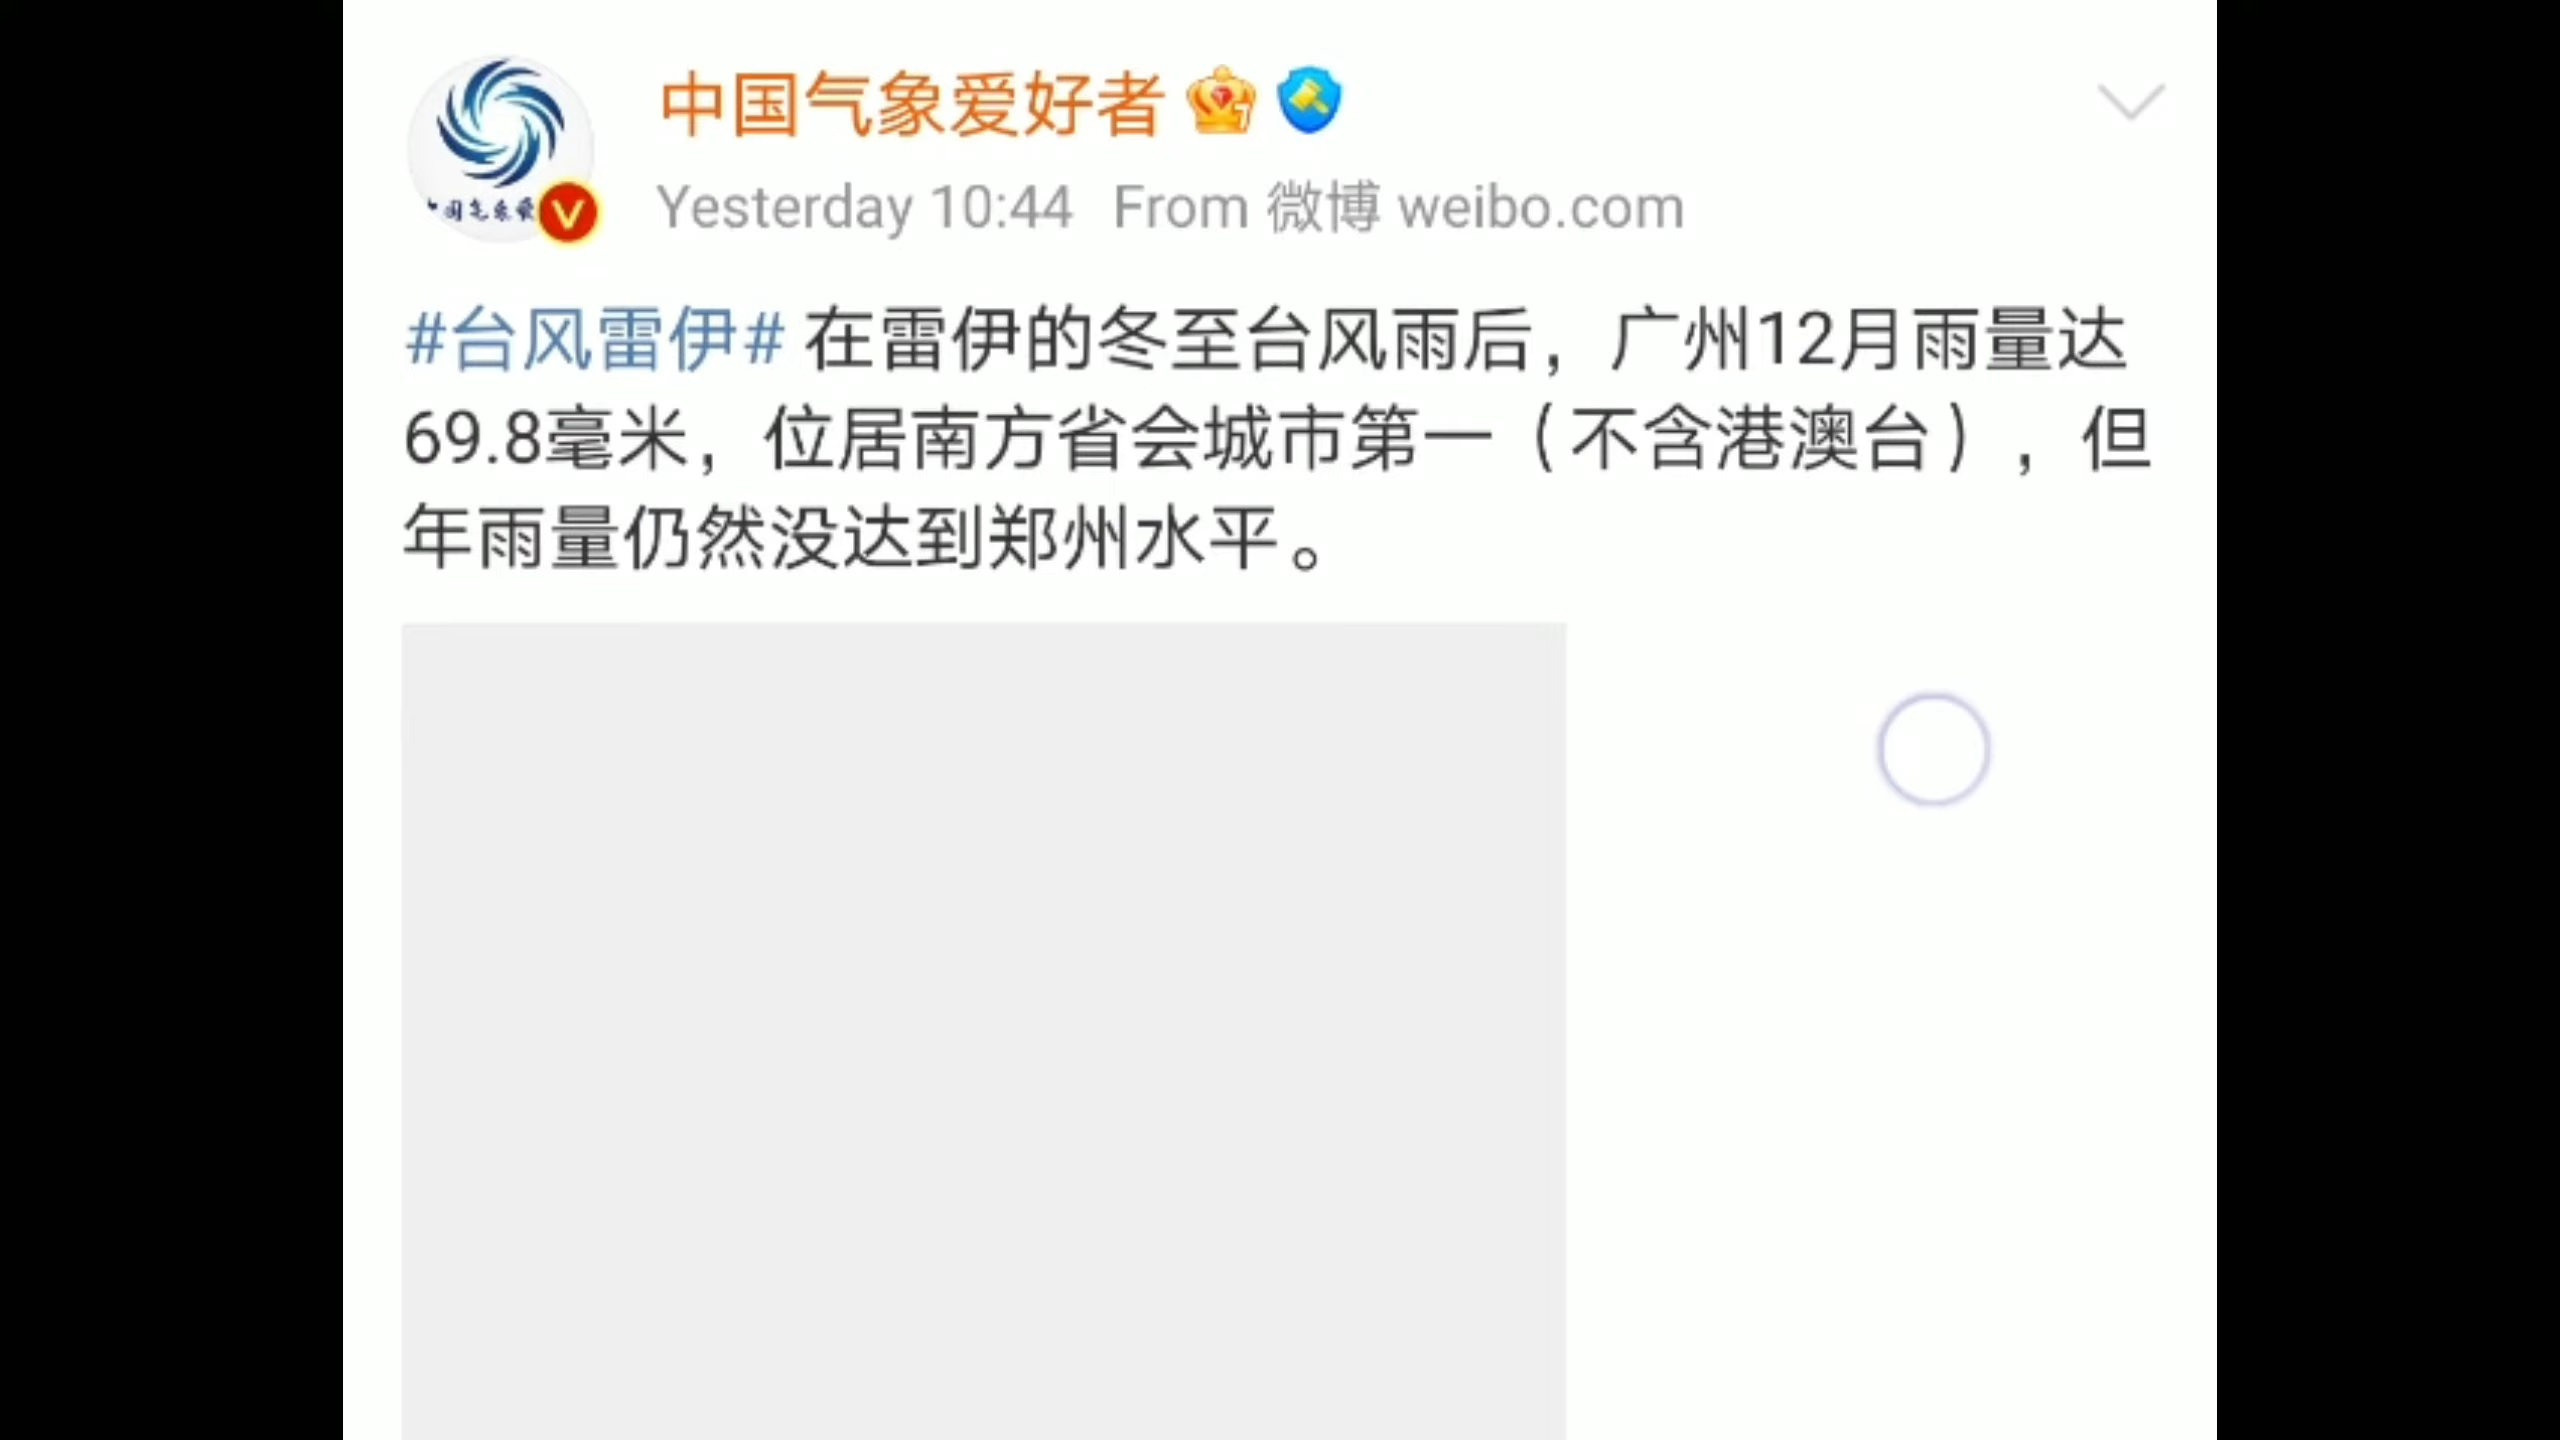 中国气象爱好者
Yesterday 10:44 From 微博 weibo.com
#台风雷伊# 在雷伊的冬至台风雨后，广州12月雨量达
69.8毫米，位居南方省会城市第一（不含港澳台），但
年雨量仍然没达到郑州水平。